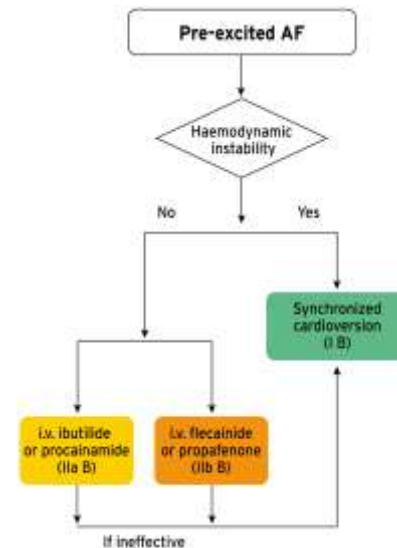 Pre-excited AF
Haemodynamic
instability
No
Yes
Synchronized
cardioversion
(I B)
i.v. ibutilide
or procainamide
(IIa B)
i.v. flecainide
or propafenone
(IIb B)
If ineffective